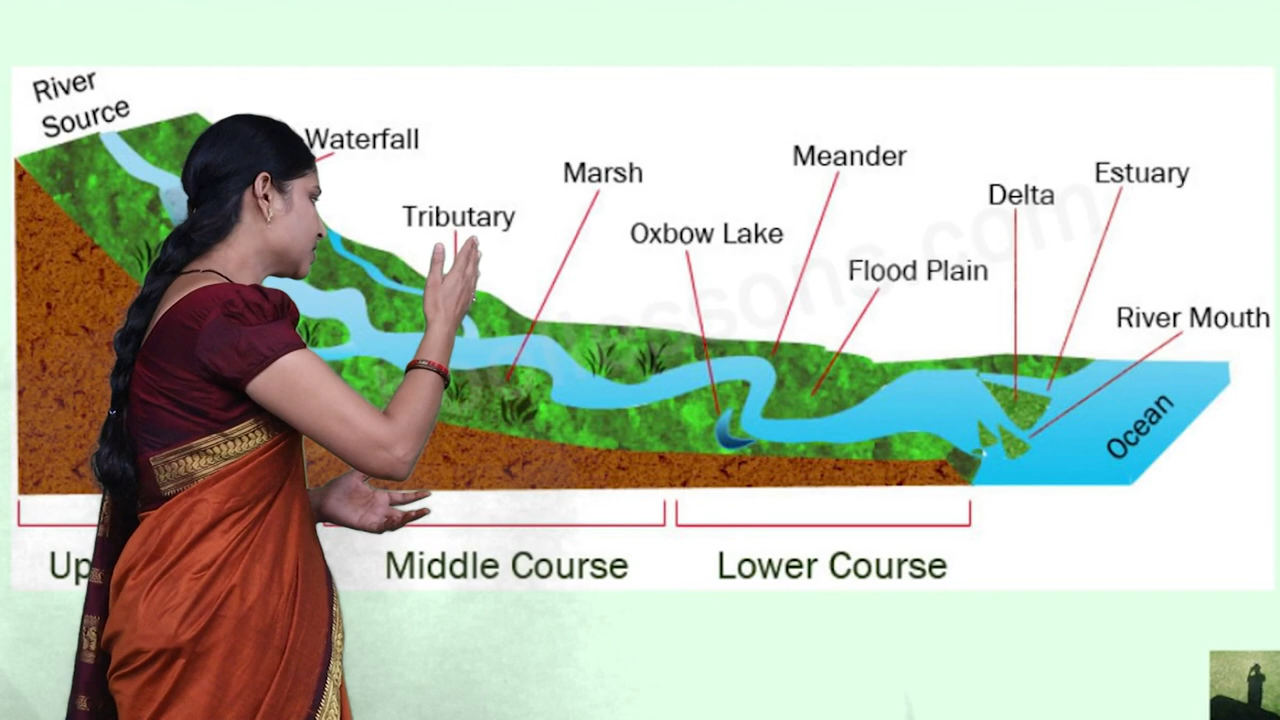 River
Source
Waterfall
Marsh
Meander
Estuary
Delta
Tributary
Oxbow Lake
Flood Plain
River Mouth
Ocean
Up
Middle Course
Lower Course